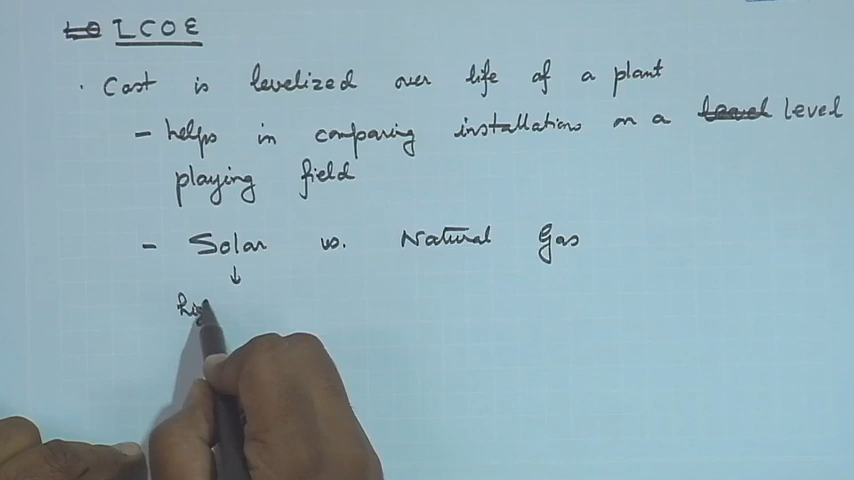 LCOE
· Cost is levelized over life of a plant
- helps in comparing installations on a level
playing field
- Solar vs. Natural Gas
↓
hig